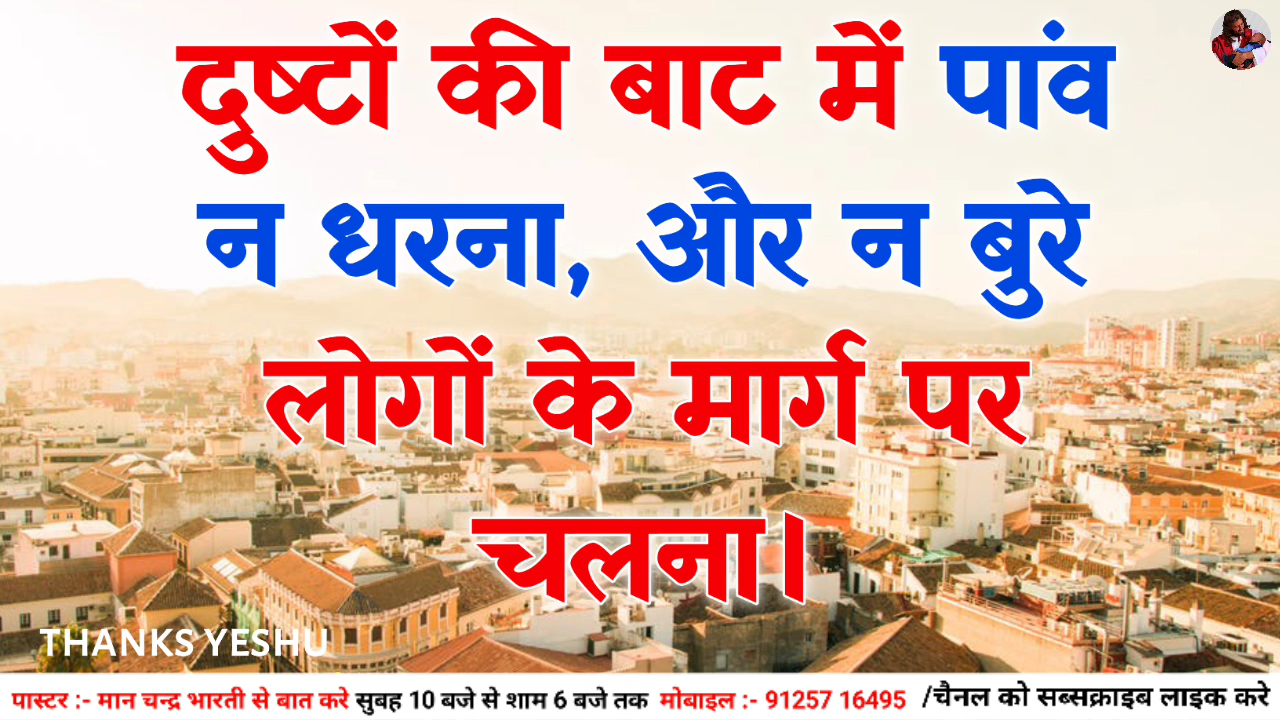 दुष्टों की बाट में पांव
न धरना, और न बुरे
लोगों के मार्ग पर
चलना।
THANKS YESHU
पास्टर :- मान चन्द्र भारती से बात करे सुबह 10 बजे से शाम 6 बजे तक मोबाइल :- 91257 16495 /चैनल को सब्सक्राइब लाइक करे